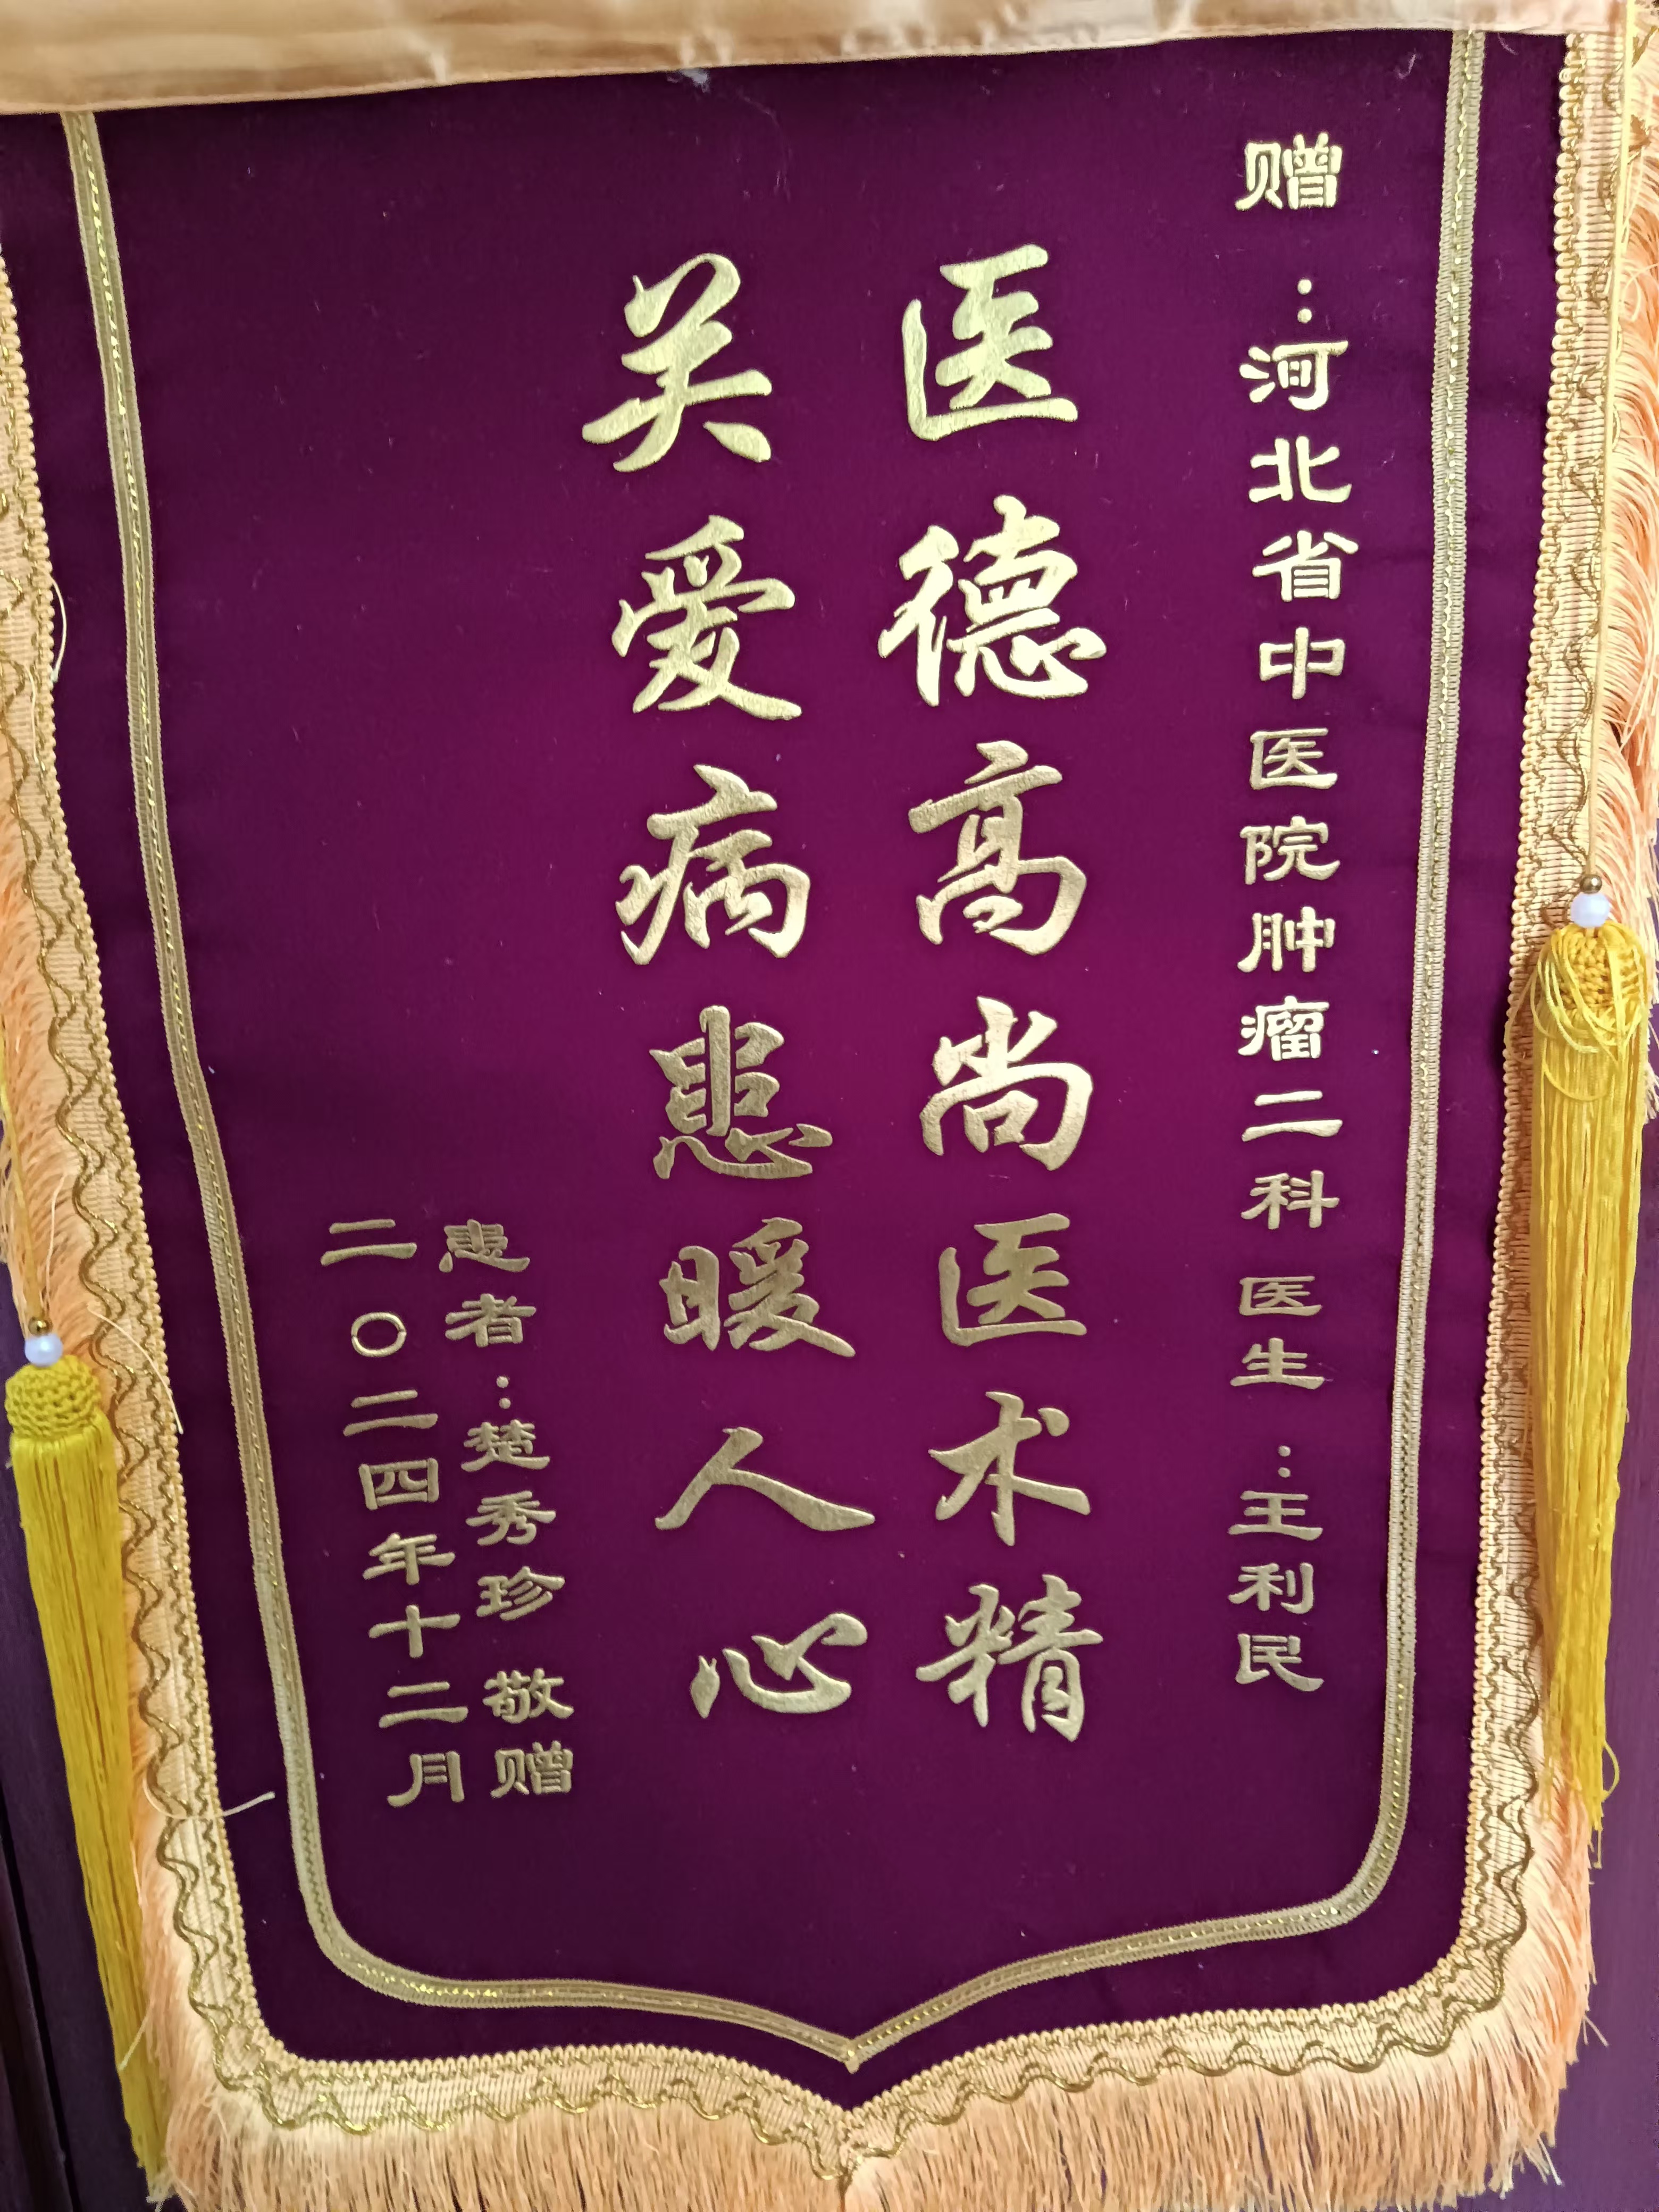 赠：河北省中医院肿瘤二科 医生：王利民
医德高尚医术精
关爱病患暖人心
患者：楚秀珍 敬赠
二〇二四年十二月